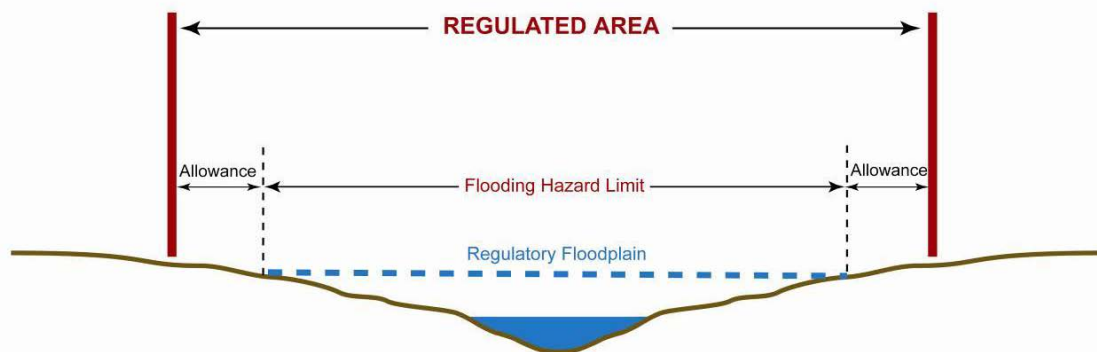 REGULATED AREA
Allowance
Flooding Hazard Limit
Allowance
Regulatory Floodplain